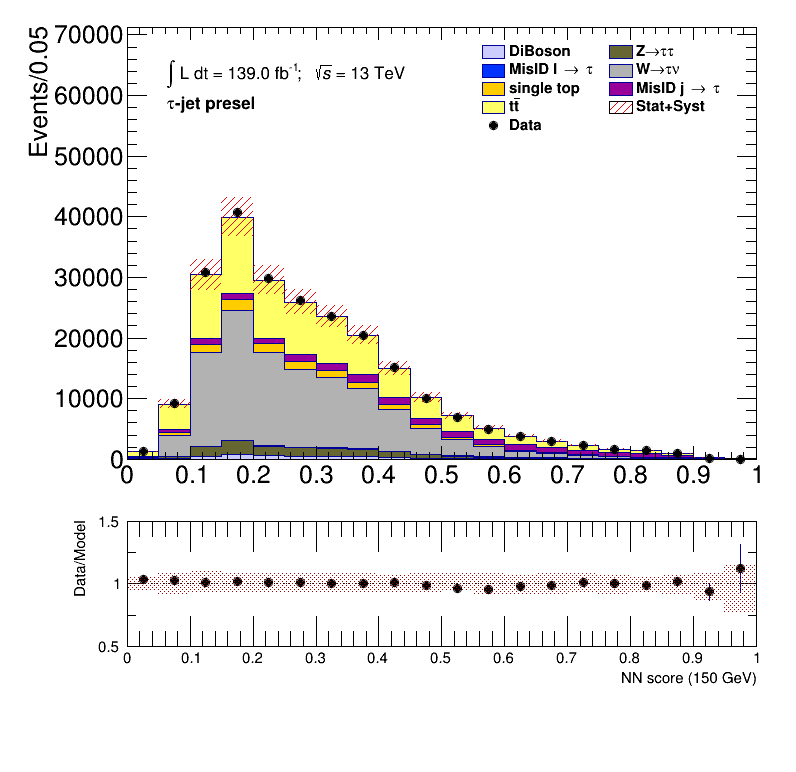 Events/0.05
70000
60000
50000
40000
30000
20000
10000
0
∫ L dt = 139.0 fb⁻¹; √s = 13 TeV
τ-jet presel
DiBoson
MisID l → τ
single top
tt̄
Data
Z→ττ
W→τν
MisID j → τ
Stat+Syst
0 0.1 0.2 0.3 0.4 0.5 0.6 0.7 0.8 0.9 1
Data/Model
1.5
1
0.5
0 0.1 0.2 0.3 0.4 0.5 0.6 0.7 0.8 0.9 1
NN score (150 GeV)